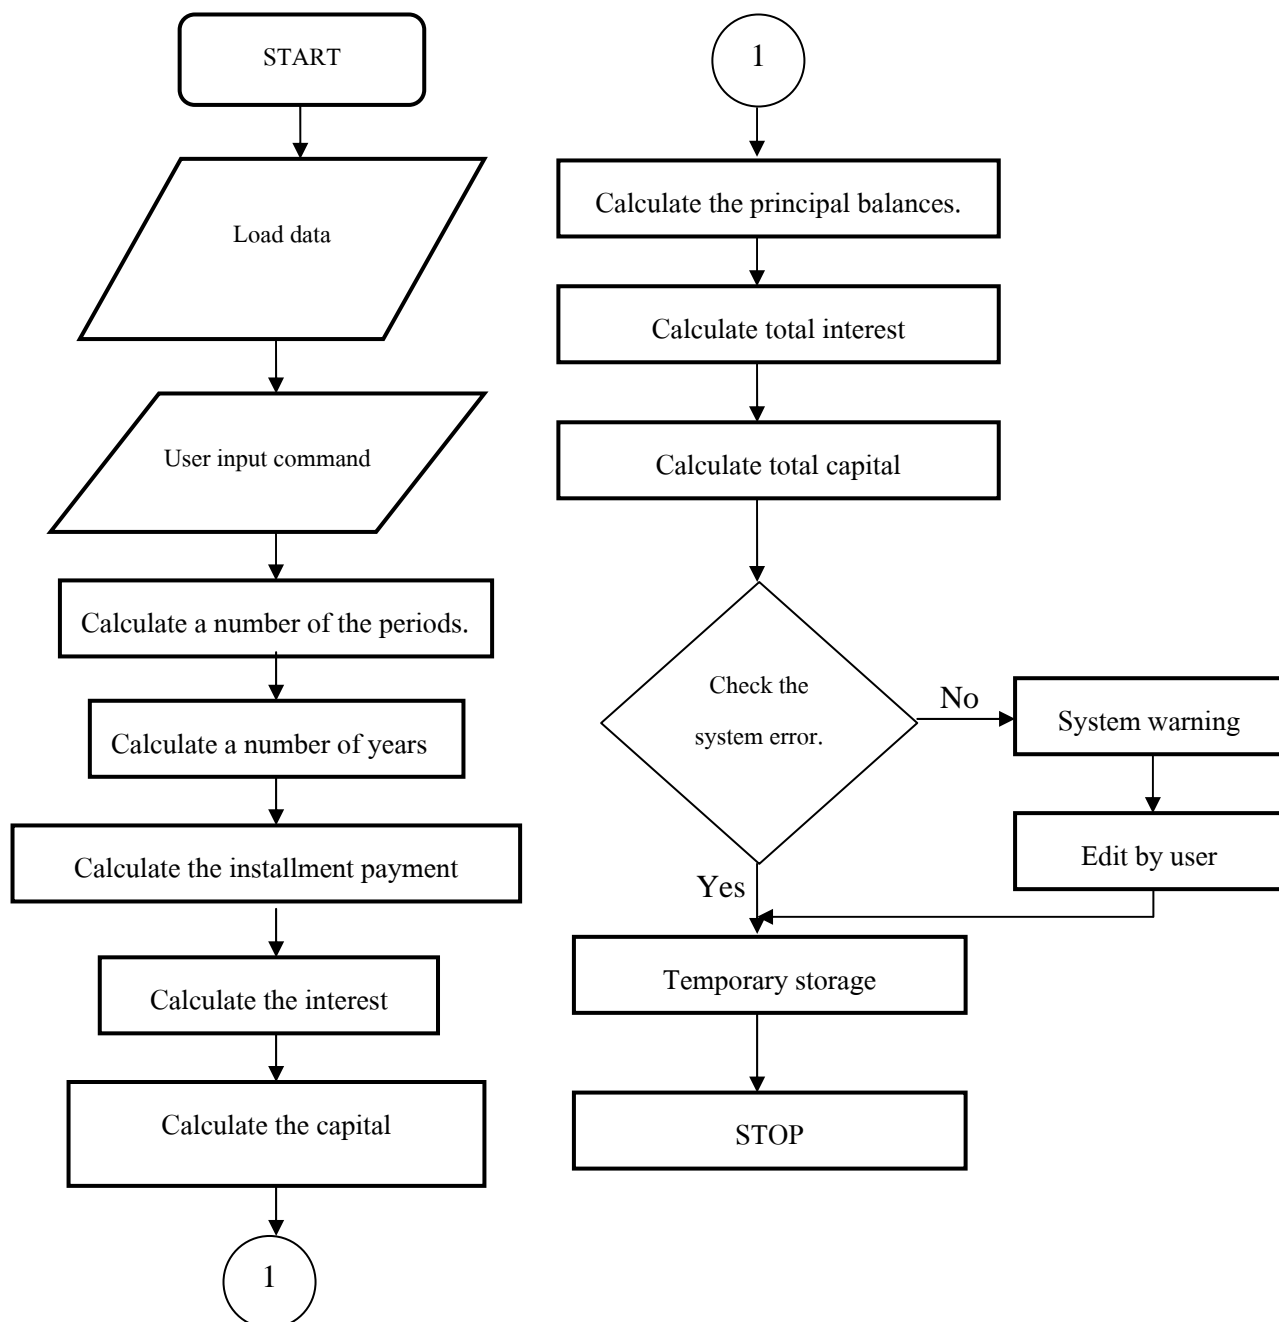 START
Load data
User input command
Calculate a number of the periods.
Calculate a number of years
Calculate the installment payment
Calculate the interest
Calculate the capital
1
1
Calculate the principal balances.
Calculate total interest
Calculate total capital
Check the
system error.
No
System warning
Edit by user
Yes
Temporary storage
STOP